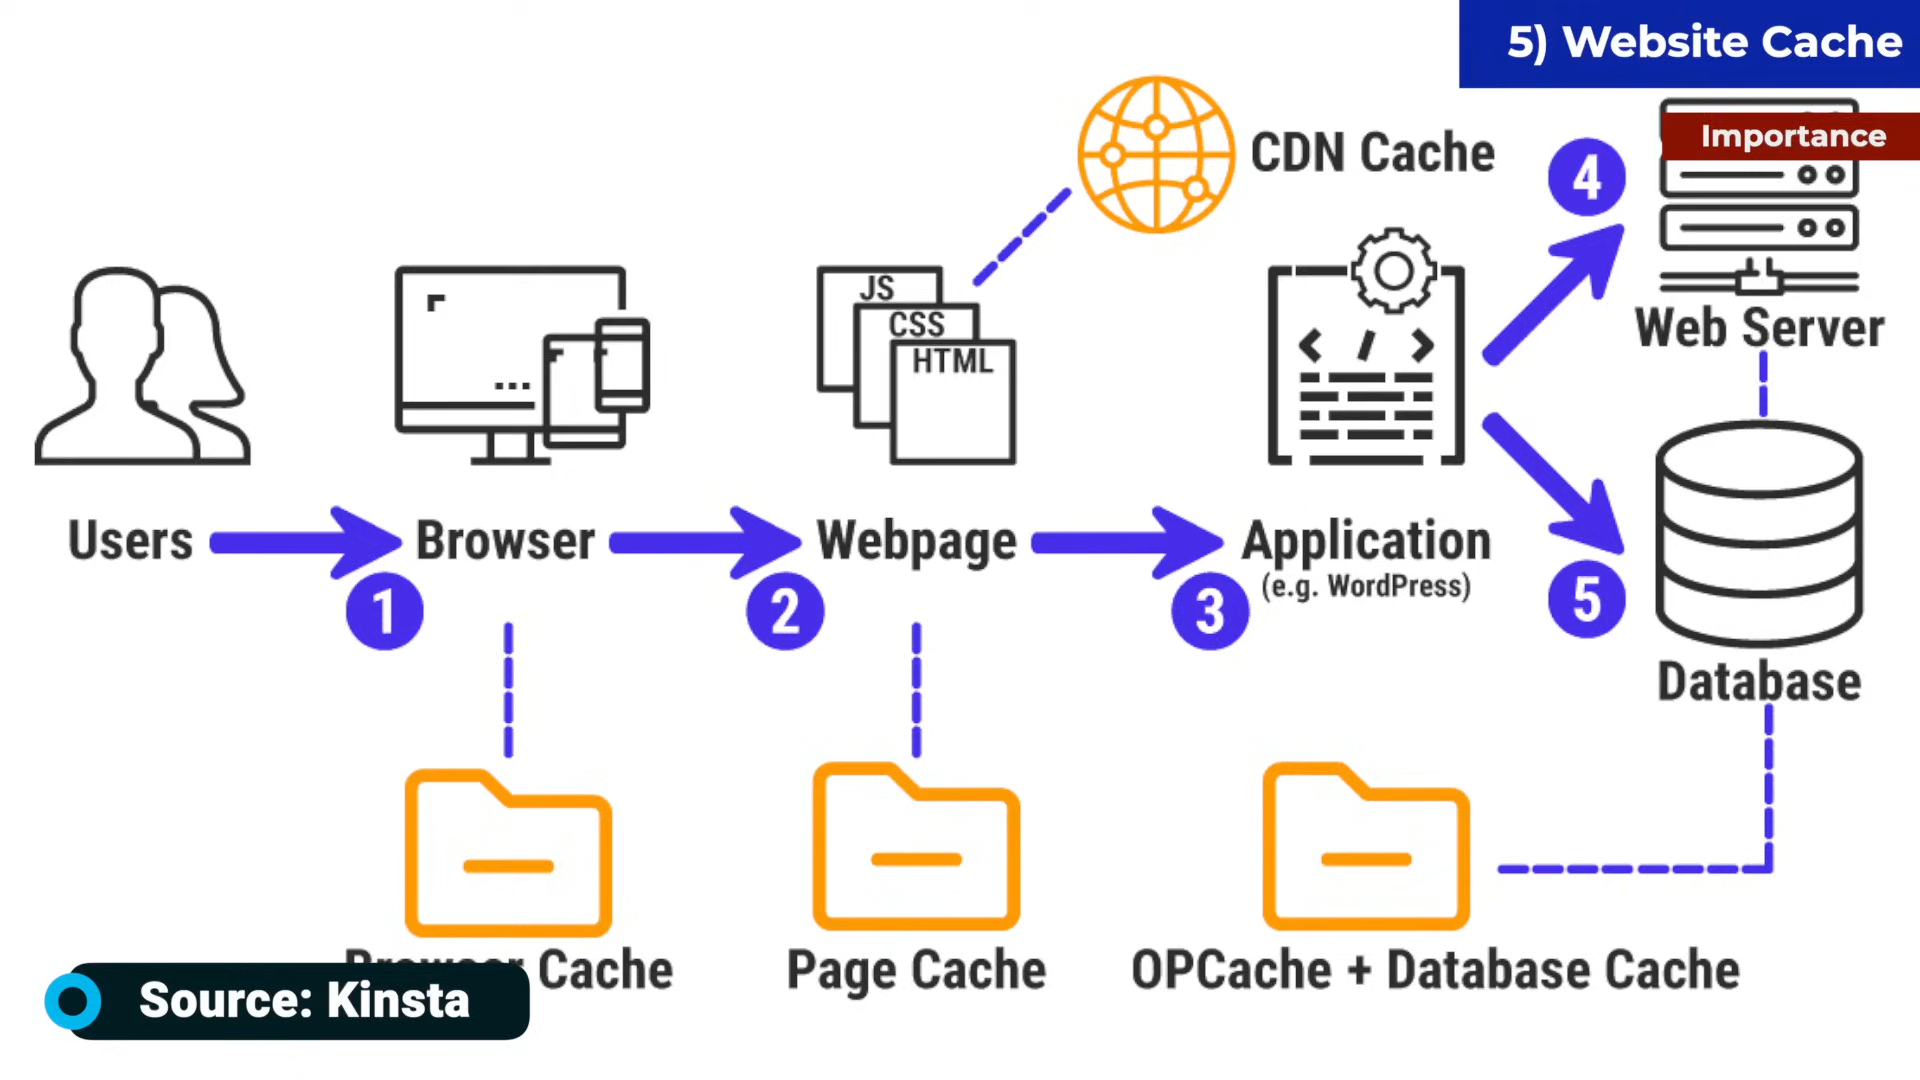 5) Website Cache
Importance
CDN Cache
4
JS
CSS
HTML
Web Server
Users
Browser
Webpage
Application
(e.g. WordPress)
1
2
3
5
Database
Browser Cache
Page Cache
OPCache + Database Cache
Source: Kinsta